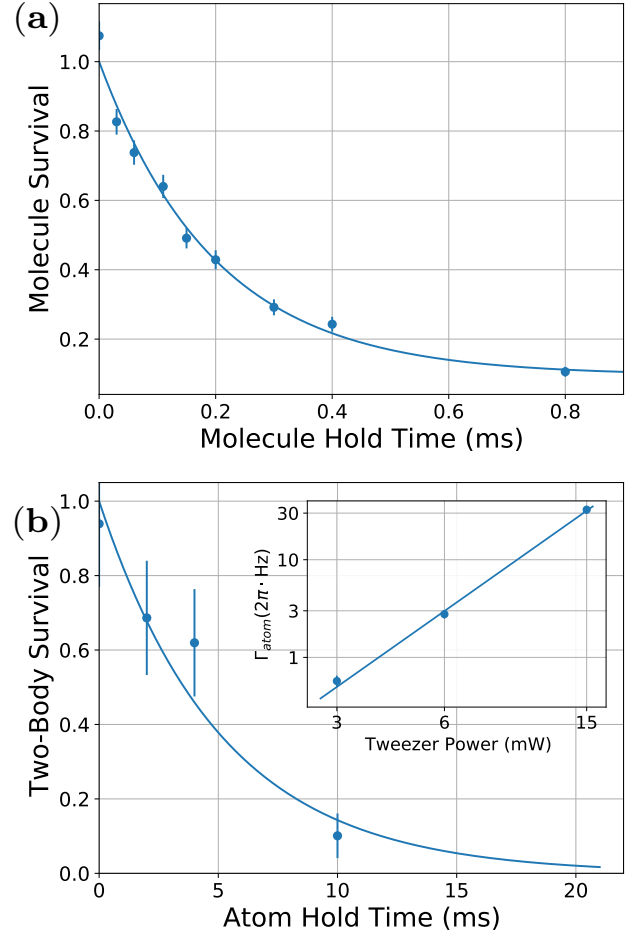 (a)
Molecule Survival
1.0
0.8
0.6
0.4
0.2
0.0 0.2 0.4 0.6 0.8
Molecule Hold Time (ms)
(b)
Two-Body Survival
1.0
0.8
0.6
0.4
0.2
0.0
0 5 10 15 20
Atom Hold Time (ms)
Γatom(2π · Hz)
30
10
3
1
3 6 15
Tweezer Power (mW)